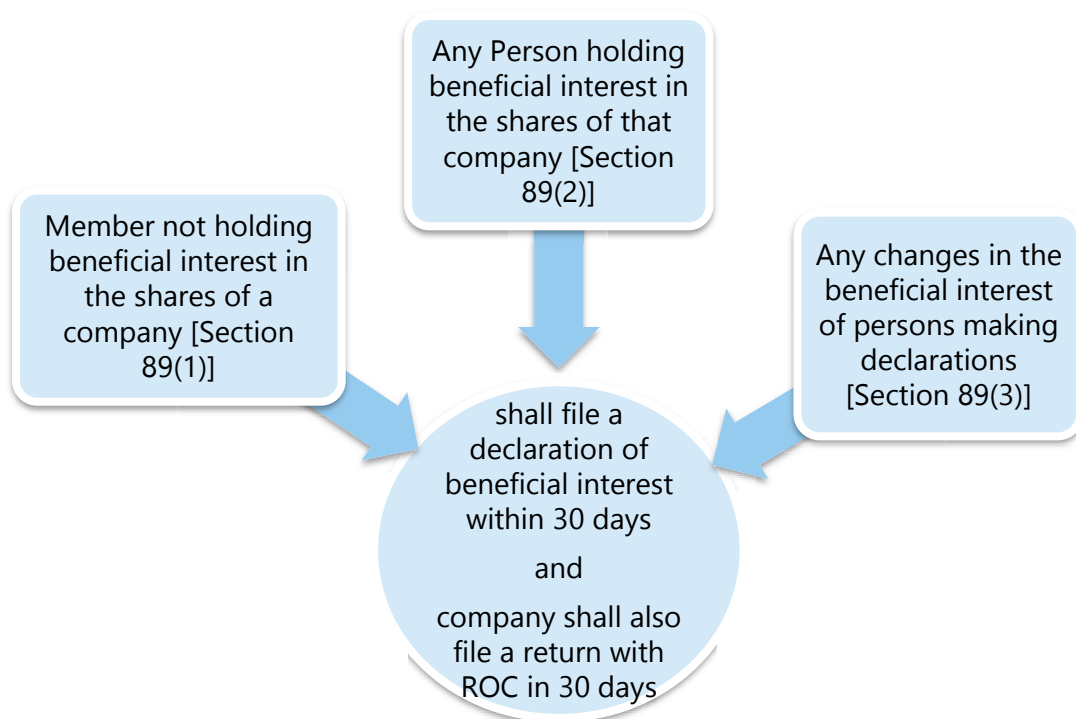 Any Person holding
beneficial interest in
the shares of that
company [Section
89(2)]
Member not holding
beneficial interest in
the shares of a
company [Section
89(1)]
Any changes in the
beneficial interest
of persons making
declarations
[Section 89(3)]
shall file a
declaration of
beneficial interest
within 30 days
and
company shall also
file a return with
ROC in 30 days